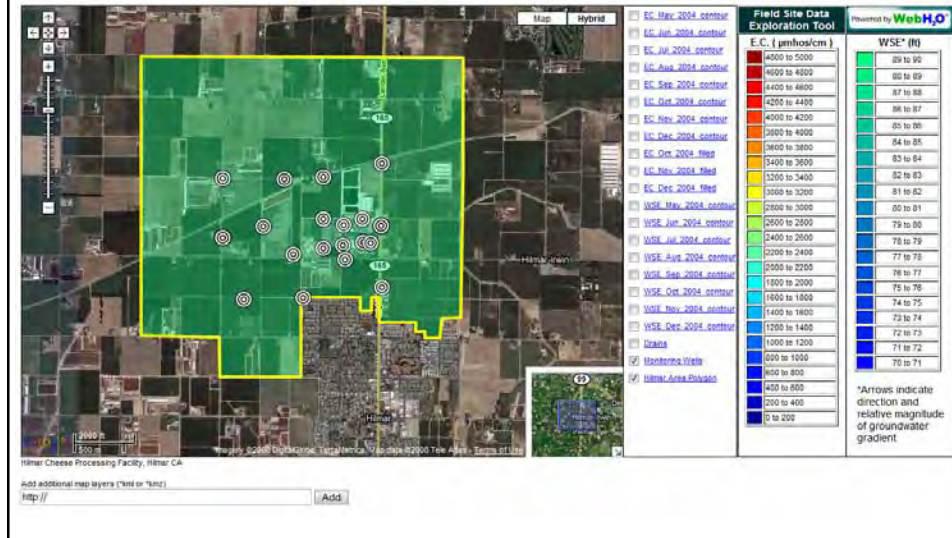 Map
Hybrid
165
165
Hilmar-Irwin
Hilmar
99
2000 ft
500 m
Terms of Use
Hilmar Cheese Processing Facility, Hilmar CA
Add additional map layers (*kml or *kmz)
http://
Add
EC May 2004 contour
EC Jun 2004 contour
EC Jul 2004 contour
EC Aug 2004 contour
EC Sep 2004 contour
EC Oct 2004 contour
EC Nov 2004 contour
EC Dec 2004 contour
EC Oct 2004 filled
EC Nov 2004 filled
EC Dec 2004 filled
WSE May 2004 contour
WSE Jun 2004 contour
WSE Jul 2004 contour
WSE Aug 2004 contour
WSE Sep 2004 contour
WSE Oct 2004 contour
WSE Nov 2004 contour
WSE Dec 2004 contour
Drains
Monitoring Wells
Hilmar Area Polygon
Field Site Data
Exploration Tool
E.C. ( µmhos/cm )
4800 to 5000
4600 to 4800
4400 to 4600
4200 to 4400
4000 to 4200
3800 to 4000
3600 to 3800
3400 to 3600
3200 to 3400
3000 to 3200
2800 to 3000
2600 to 2800
2400 to 2600
2200 to 2400
2000 to 2200
1800 to 2000
1600 to 1800
1400 to 1600
1200 to 1400
1000 to 1200
800 to 1000
600 to 800
400 to 600
200 to 400
0 to 200
Powered by WebH2O
WSE* (ft)
89 to 90
88 to 89
87 to 88
86 to 87
85 to 86
84 to 85
83 to 84
82 to 83
81 to 82
80 to 81
79 to 80
78 to 79
77 to 78
76 to 77
75 to 76
74 to 75
73 to 74
72 to 73
71 to 72
70 to 71
*Arrows indicate
direction and
relative magnitude
of groundwater
gradient